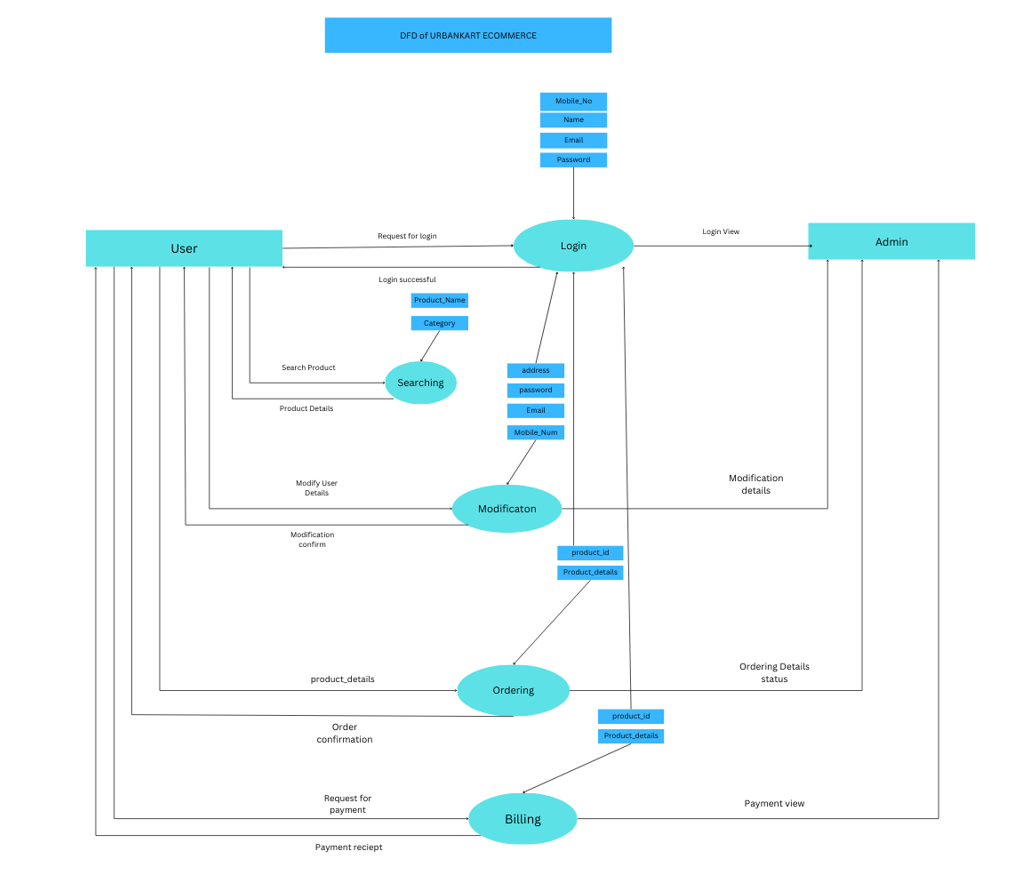 DFD of URBANKART ECOMMERCE
Mobile_No
Name
Email
Password
User
Request for login
Login
Login View
Admin
Login successful
Product_Name
Category
Search Product
Searching
Product Details
address
password
Email
Mobile_Num
Modify User
Details
Modificaton
Modification
details
Modification
confirm
product_id
Product_details
product_details
Ordering
Ordering Details
status
Order
confirmation
product_id
Product_details
Request for
payment
Billing
Payment view
Payment reciept